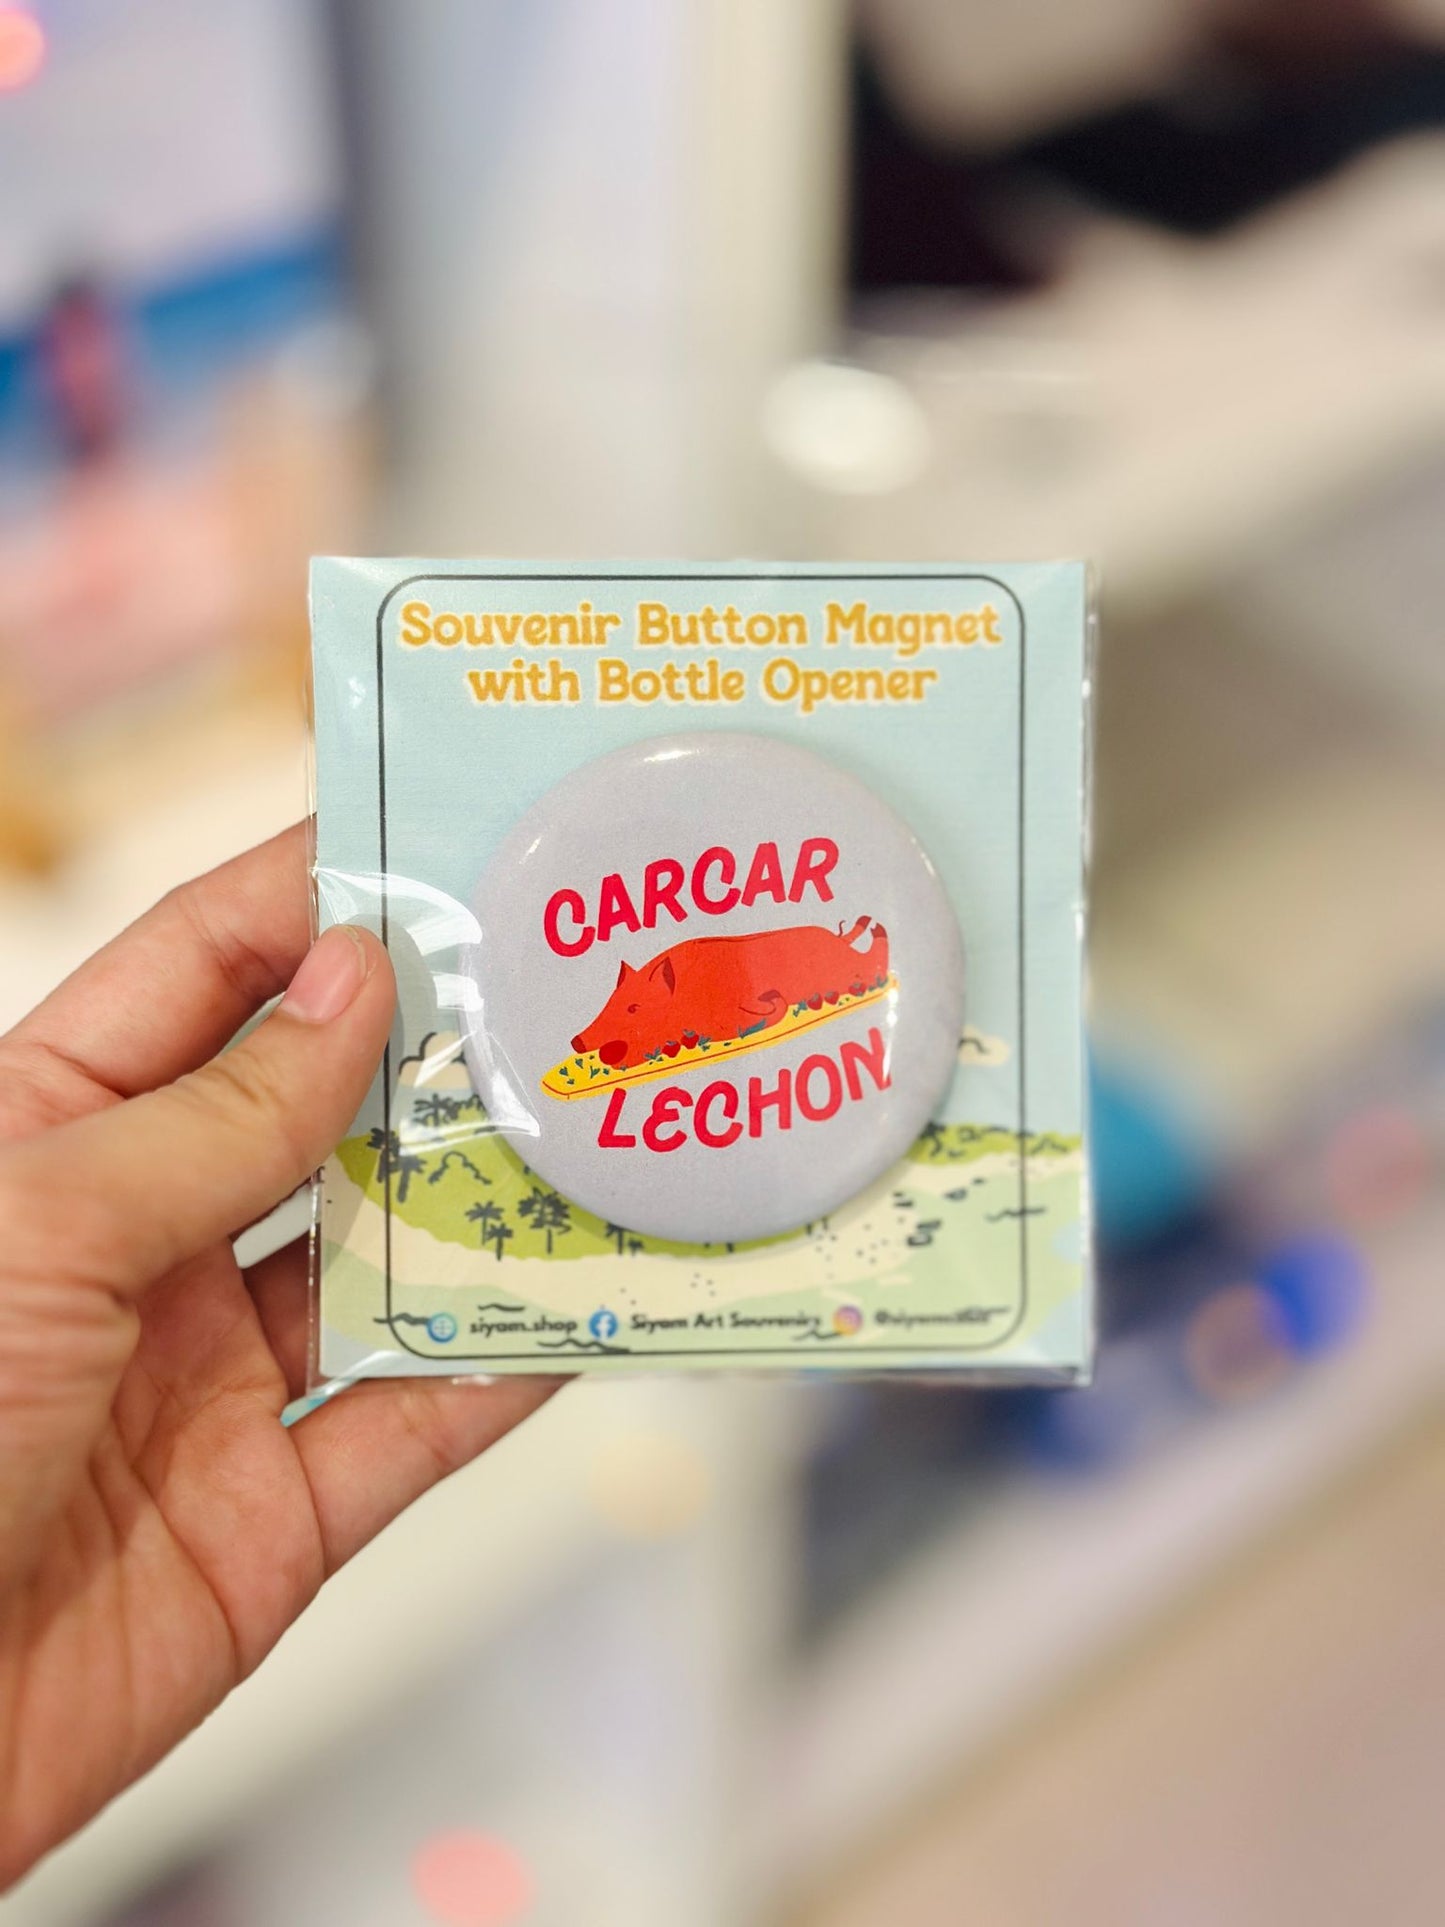 Souvenir Button Magnet
with Bottle Opener
CARCAR
LECHON
siyam.shop Siyam Art Souvenirs